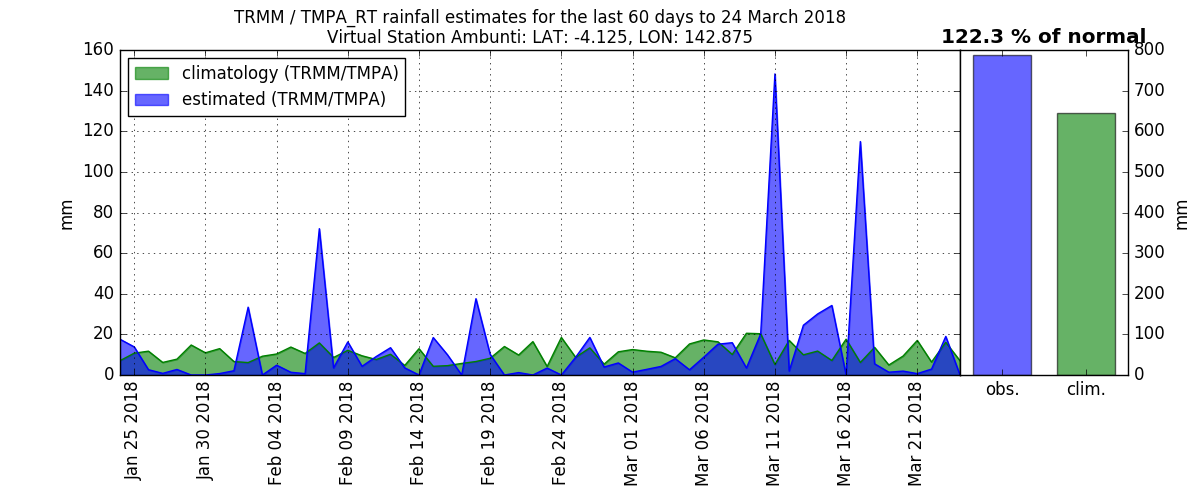 TRMM / TMPA_RT rainfall estimates for the last 60 days to 24 March 2018
Virtual Station Ambunti: LAT: -4.125, LON: 142.875
122.3 % of normal
climatology (TRMM/TMPA)
estimated (TRMM/TMPA)
160
140
120
100
80
60
40
20
0
mm
Jan 25 2018
Jan 30 2018
Feb 04 2018
Feb 09 2018
Feb 14 2018
Feb 19 2018
Feb 24 2018
Mar 01 2018
Mar 06 2018
Mar 11 2018
Mar 16 2018
Mar 21 2018
obs.
clim.
800
700
600
500
400
300
200
100
0
mm